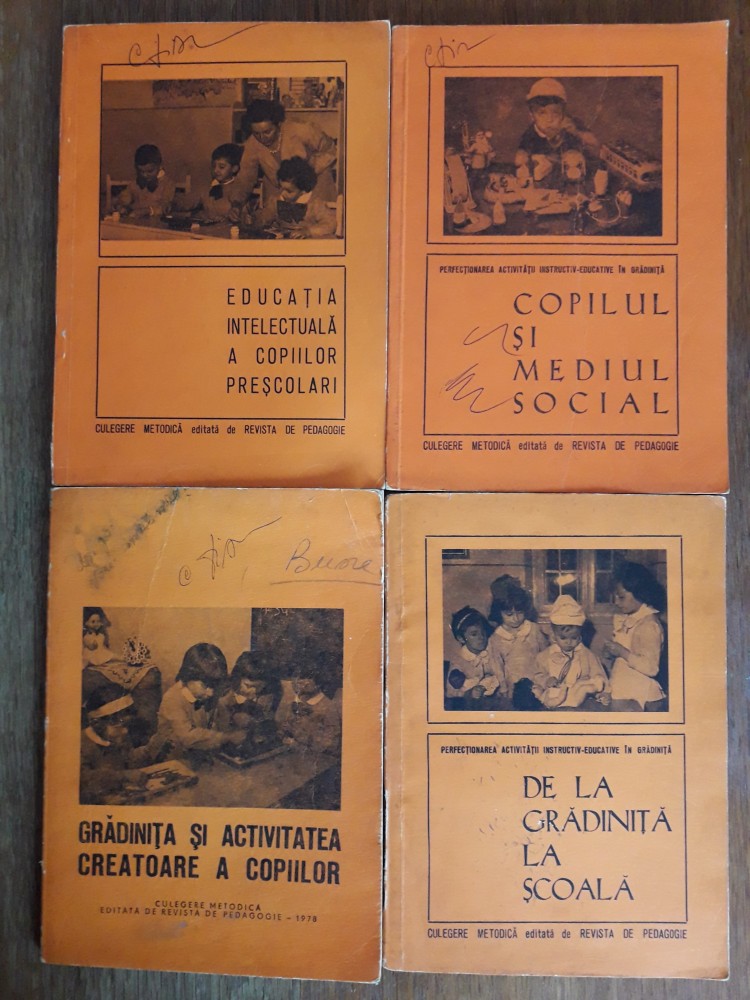 EDUCAȚIA
INTELECTUALĂ
A COPIILOR
PREȘCOLARI
CULEGERE METODICĂ editată de REVISTA DE PEDAGOGIE
PERFECȚIONAREA ACTIVITĂȚII INSTRUCTIV-EDUCATIVE ÎN GRĂDINIȚĂ
COPILUL
ȘI
MEDIUL
SOCIAL
CULEGERE METODICĂ editată de REVISTA DE PEDAGOGIE
GRĂDINIȚA ȘI ACTIVITATEA
CREATOARE A COPIILOR
CULEGERE METODICĂ
EDITATA DE REVISTA DE PEDAGOGIE – 1978
PERFECȚIONAREA ACTIVITĂȚII INSTRUCTIV-EDUCATIVE ÎN GRĂDINIȚĂ
DE LA
GRĂDINIȚĂ
LA
ȘCOALĂ
CULEGERE METODICĂ editată de REVISTA DE PEDAGOGIE